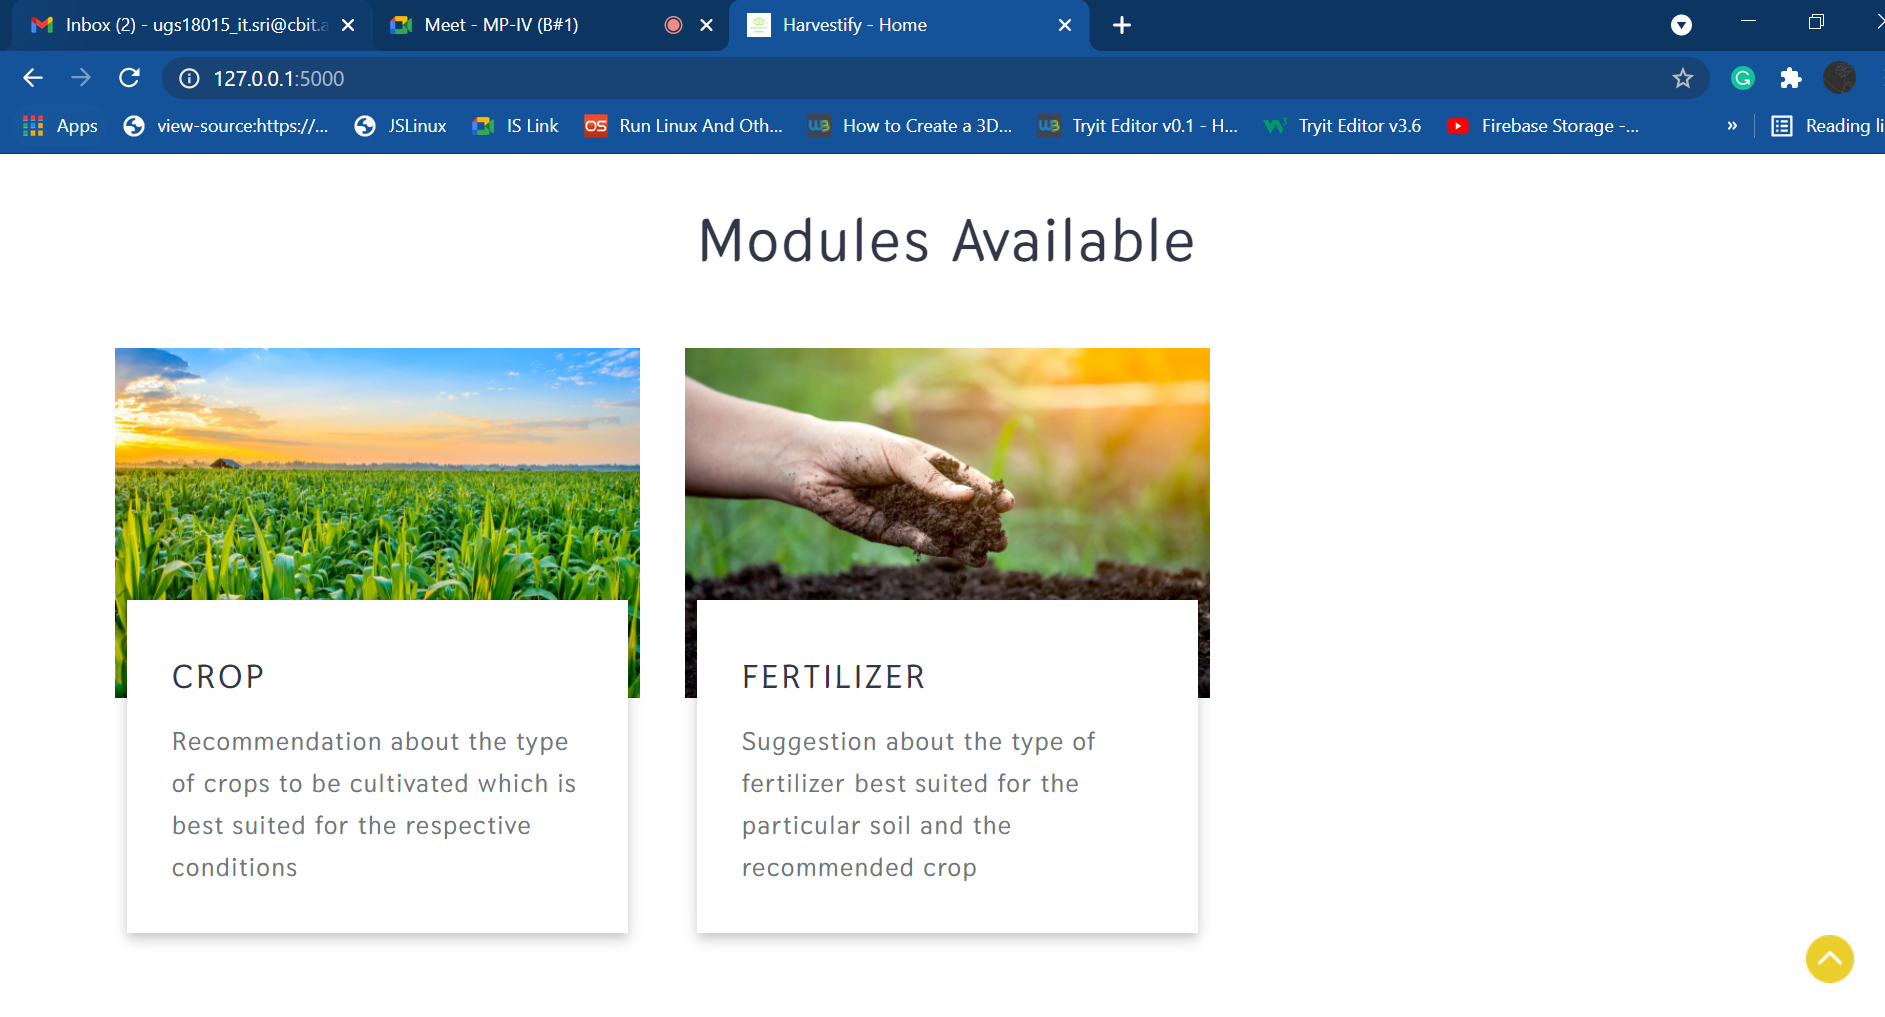 Inbox (2) - ugs18015_it.sri@cbit.a
Meet - MP-IV (B#1)
Harvestify - Home
127.0.0.1:5000
Apps
view-source:https://...
JSLinux
IS Link
OS
Run Linux And Oth...
How to Create a 3D...
Tryit Editor v0.1 - H...
Tryit Editor v3.6
Firebase Storage -...
»
Reading li
Modules Available
CROP
Recommendation about the type
of crops to be cultivated which is
best suited for the respective
conditions
FERTILIZER
Suggestion about the type of
fertilizer best suited for the
particular soil and the
recommended crop